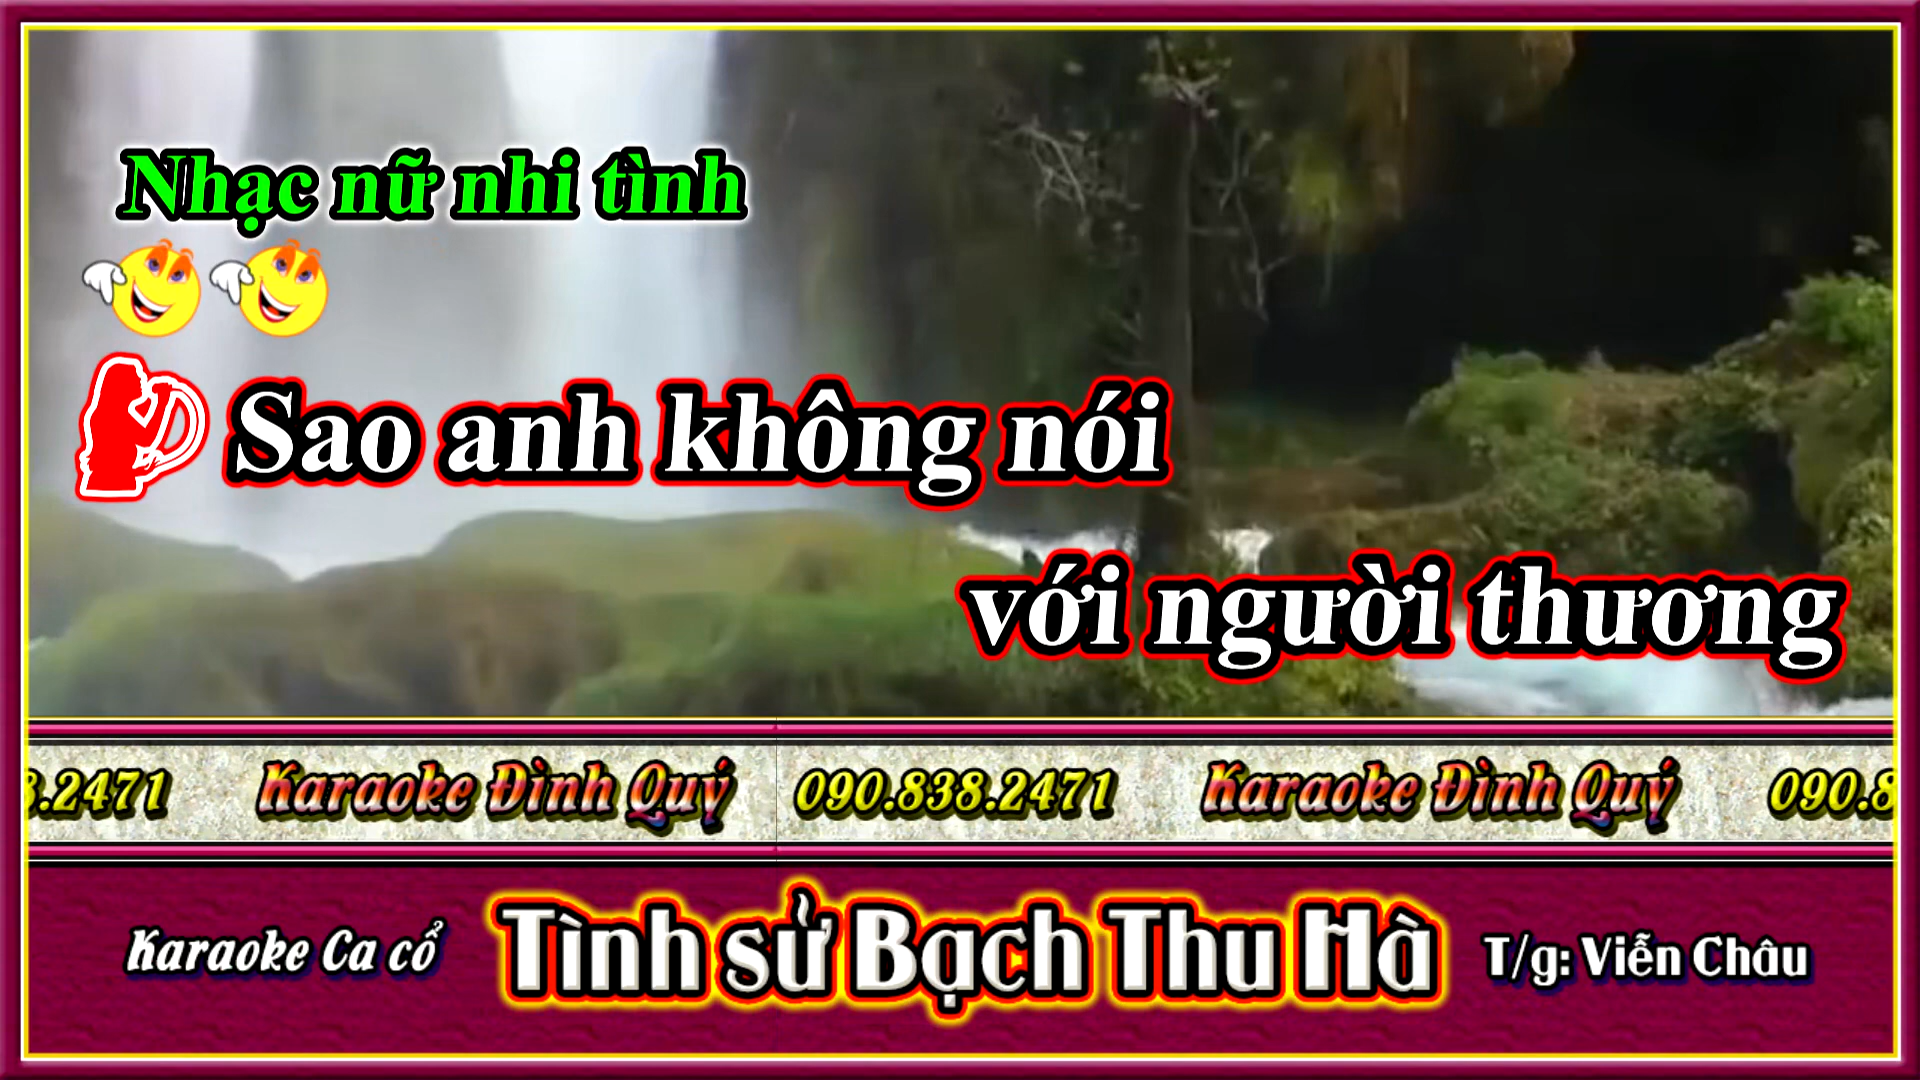 Nhạc nữ nhi tình
Sao anh không nói
với người thương
8.2471 Karaoke Đình Quý 090.838.2471 Karaoke Đình Quý 090.8
Karaoke Ca cổ Tình sử Bạch Thu Hà T/g: Viễn Châu